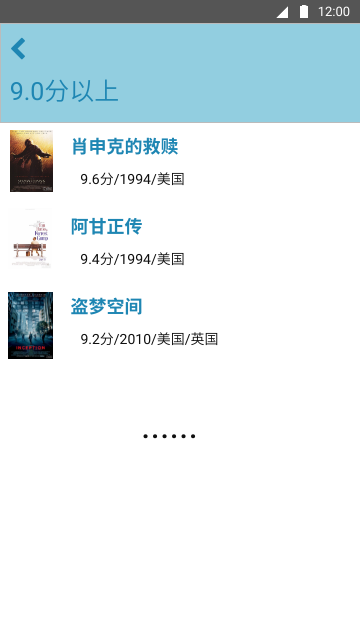 12:00
9.0分以上
肖申克的救赎
9.6分/1994/美国
阿甘正传
9.4分/1994/美国
INCEPTION
盗梦空间
9.2分/2010/美国/英国
......